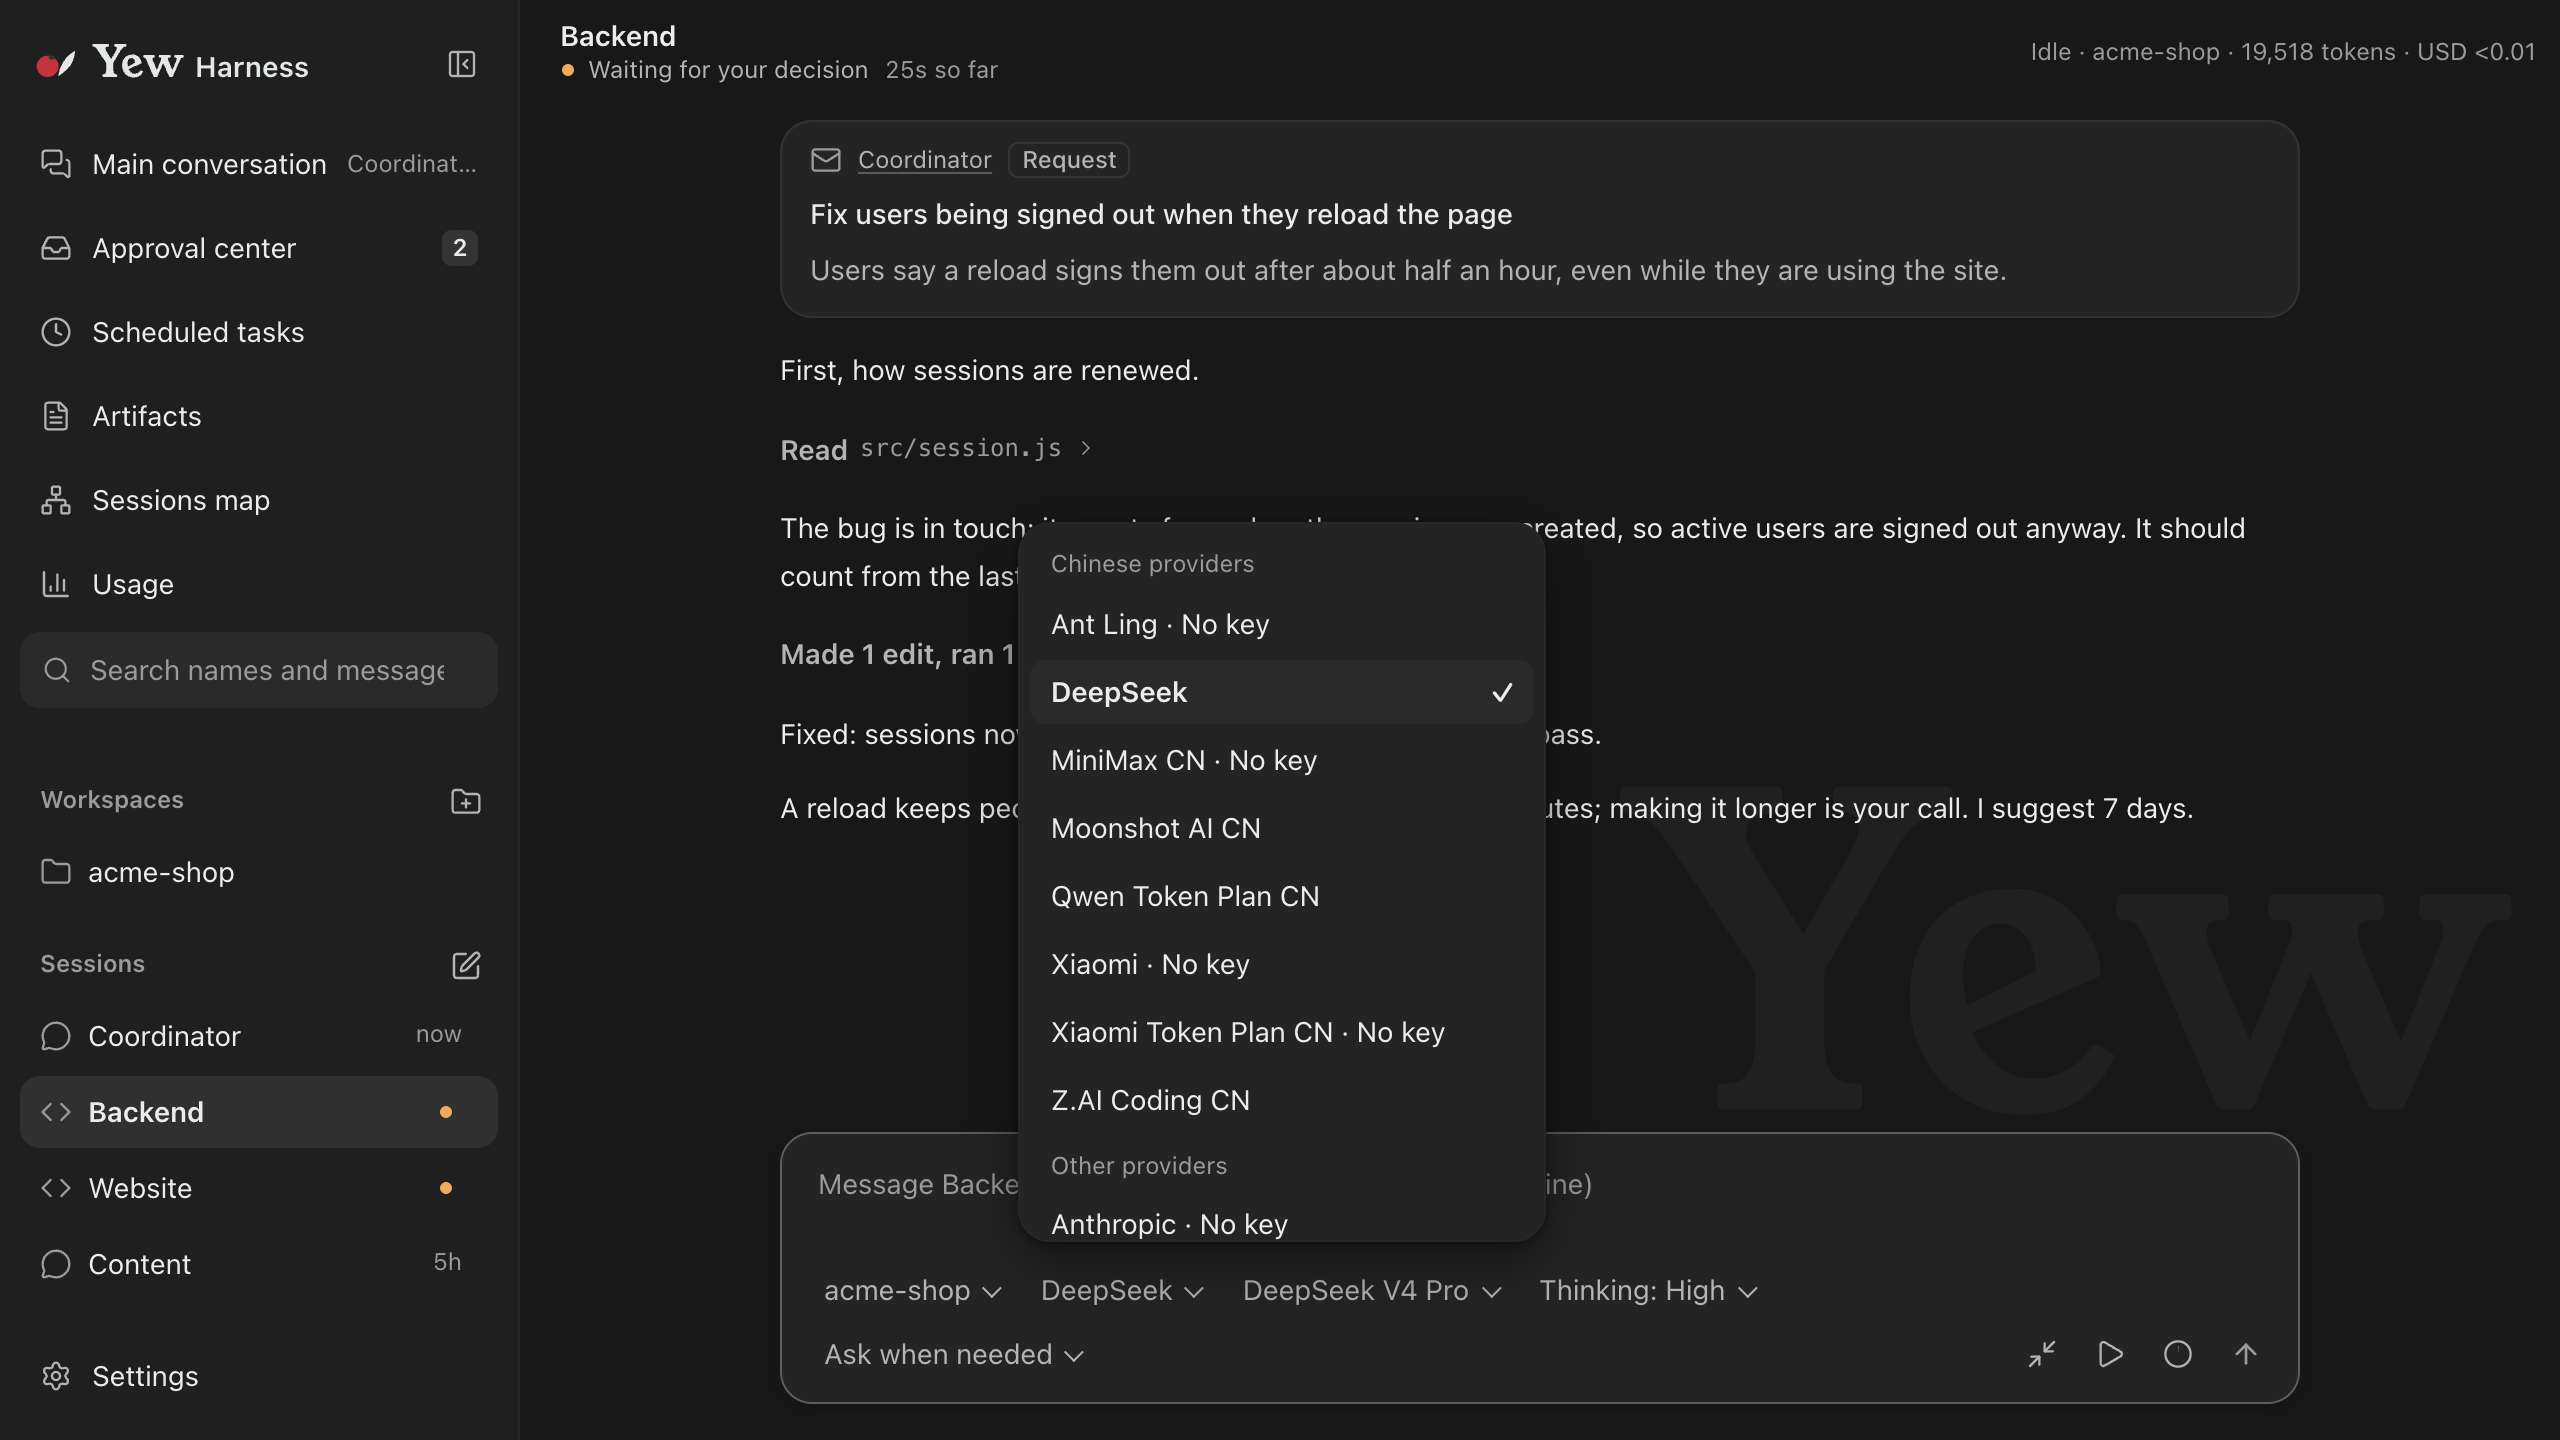 Yew Harness
Main conversation Coordinat...
Approval center 2
Scheduled tasks
Artifacts
Sessions map
Usage
Search names and message
Workspaces
acme-shop
Sessions
Coordinator now
Backend
Website
Content 5h
Settings
Backend
Waiting for your decision 25s so far
Idle · acme-shop · 19,518 tokens · USD <0.01
Coordinator Request
Fix users being signed out when they reload the page
Users say a reload signs them out after about half an hour, even while they are using the site.
First, how sessions are renewed.
Read src/session.js
The bug is in touch: created, so active users are signed out anyway. It should
count from the last
Made 1 edit, ran 1
Fixed: sessions pass.
A reload keeps making it longer is your call. I suggest 7 days.
Chinese providers
Ant Ling · No key
DeepSeek
MiniMax CN · No key
Moonshot AI CN
Qwen Token Plan CN
Xiaomi · No key
Xiaomi Token Plan CN · No key
Z.AI Coding CN
Other providers
Anthropic · No key
Yew
Message
acme-shop DeepSeek DeepSeek V4 Pro Thinking: High
Ask when needed